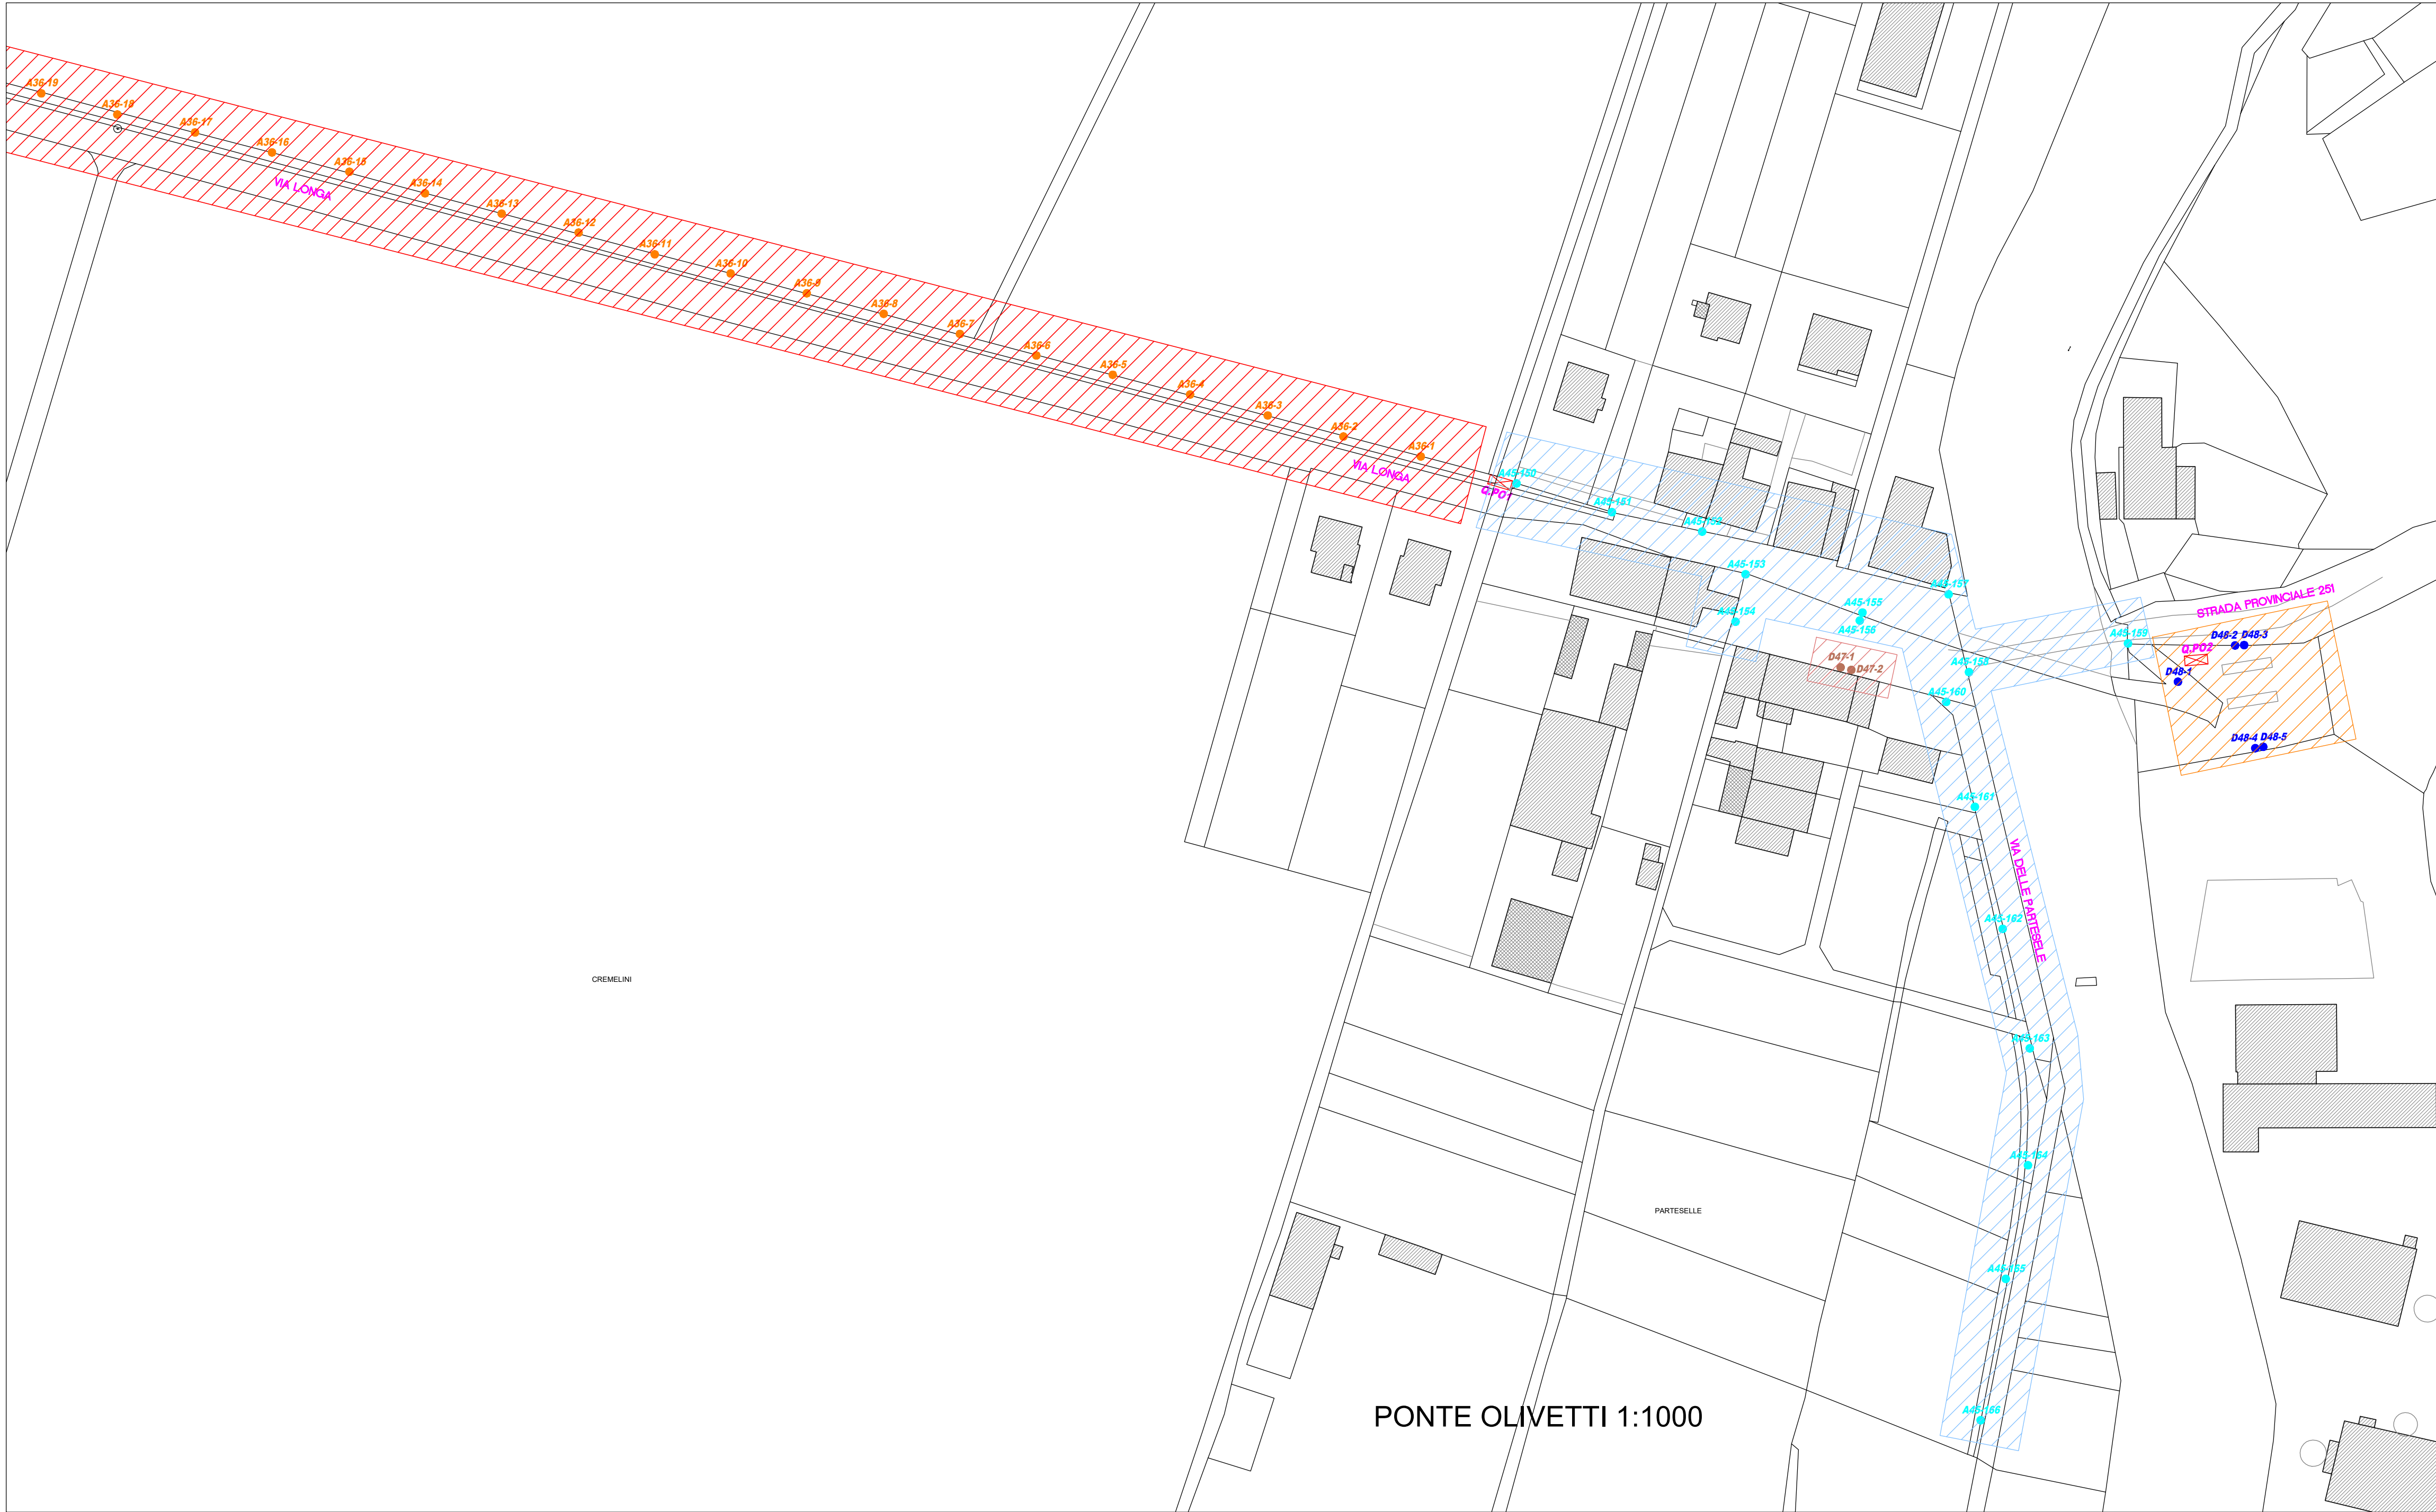 A36-19
A36-18
A36-17
A36-16
A36-15
VIA LONGA
A36-14
A36-13
A36-12
A36-11
A36-10
A36-9
A36-8
A36-7
A36-6
A36-5
A36-4
A36-3
A36-2
A36-1
VIA LONGA
Q.PO1
A45-150
A45-151
A45-152
A45-153
A45-154
A45-155
A45-156
A45-157
D47-1
D47-2
A45-158
A45-159
A45-160
STRADA PROVINCIALE 251
D48-2 D48-3
Q.PO2
D48-1
D48-4 D48-5
A45-161
VIA DELLE PARTESELE
A45-162
CREMELINI
A45-163
A45-164
PARTESELLE
A45-165
A45-166
PONTE OLIVETTI 1:1000